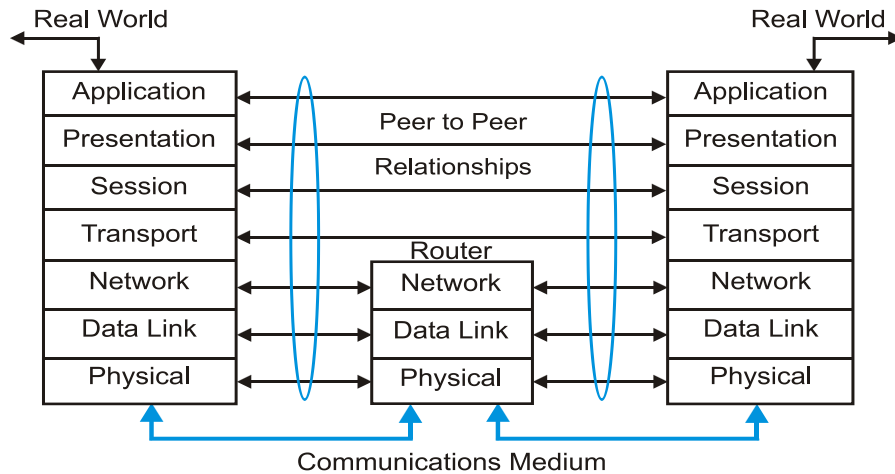 Real World
Real World
Application
Application
Peer to Peer
Presentation
Presentation
Relationships
Session
Session
Transport
Transport
Router
Network
Network
Network
Data Link
Data Link
Data Link
Physical
Physical
Physical
Communications Medium